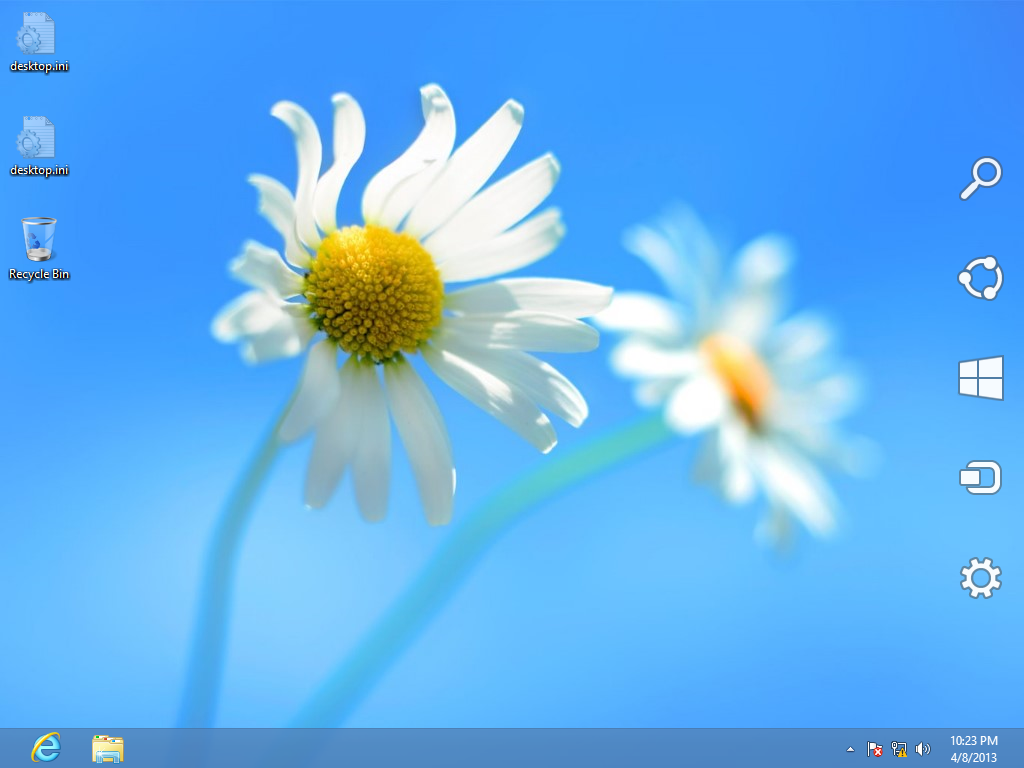 desktop.ini
desktop.ini
Recycle Bin
10:23 PM
4/8/2013